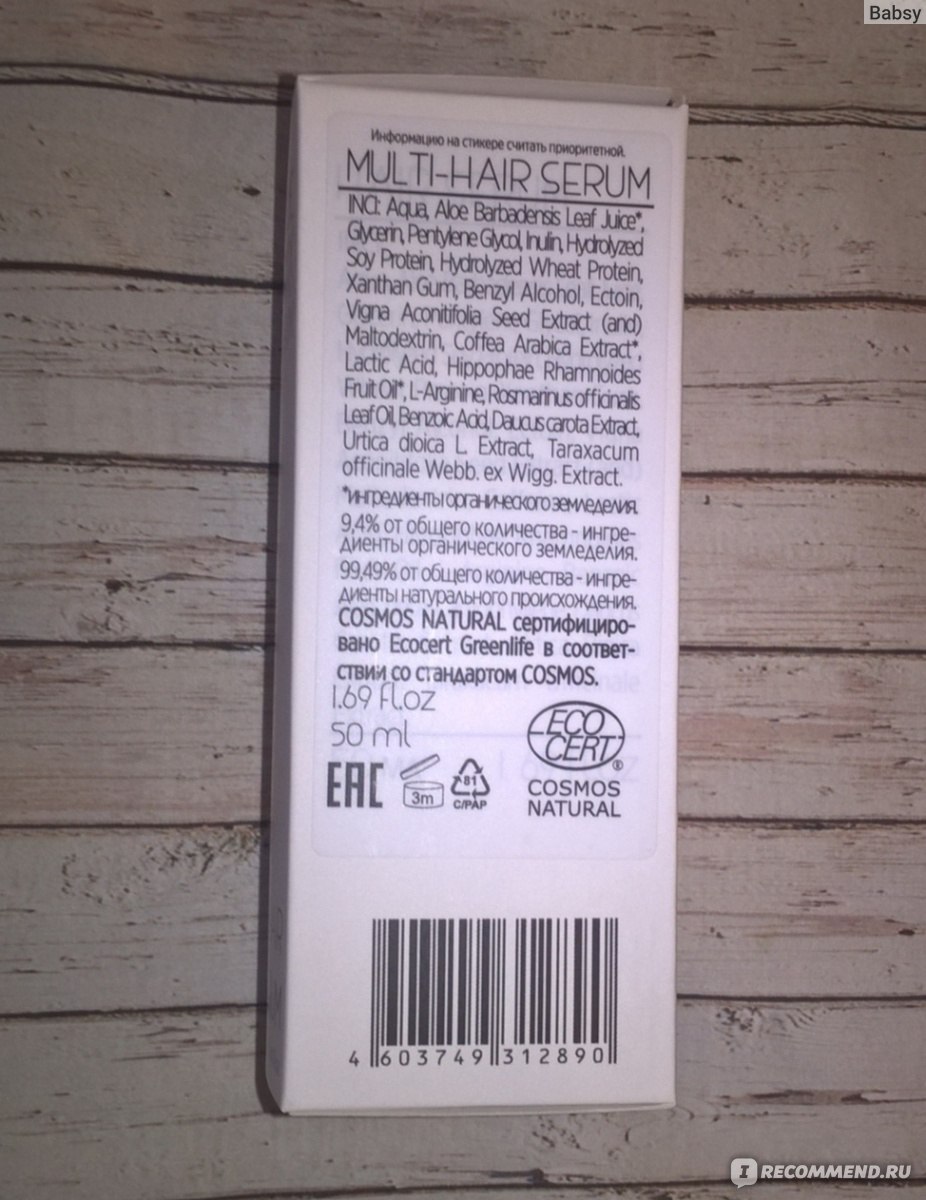 Babsy
Информацию на стикере считать приоритетной.
MULTI-HAIR SERUM
INCI: Aqua, Aloe Barbadensis Leaf Juice*,
Glycerin, Pentylene Glycol, Inulin, Hydrolyzed
Soy Protein, Hydrolyzed Wheat Protein,
Xanthan Gum, Benzyl Alcohol, Ectoin,
Vigna Aconitifolia Seed Extract (and)
Maltodextrin, Coffea Arabica Extract*,
Lactic Acid, Hippophae Rhamnoides
Fruit Oil*, L-Arginine, Rosmarinus officinalis
Leaf Oil, Benzoic Acid, Daucus carota Extract,
Urtica dioica L. Extract, Taraxacum
officinale Webb. ex Wigg. Extract.
*ингредиенты органического земледелия.
9,4% от общего количества - ингре-
диенты органического земледелия.
99,49% от общего количества - ингре-
диенты натурального происхождения.
COSMOS NATURAL сертифициро-
вано Ecocert Greenlife в соответ-
ствии со стандартом COSMOS.
1.69 fl.oz
50 ml
ECO
CERT®
COSMOS
NATURAL
EAC
3m
81
C/PAP
4 603749 312890
IRECOMMEND.RU